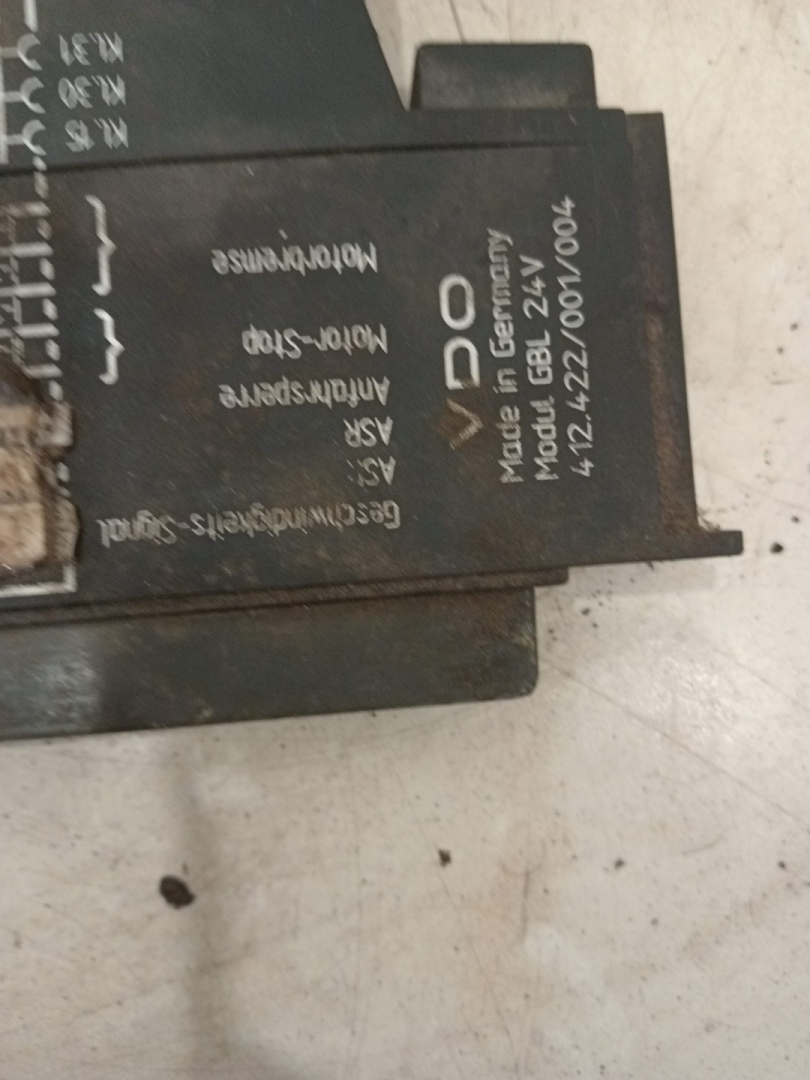 Kl.31
Kl.30
Kl.15
Motorbremse
Motor-Stop
Anfahrsperre
ASR
Geschwindigkeits-Signal
VDO
Made in Germany
Modul GBL 24V
412.422/001/004